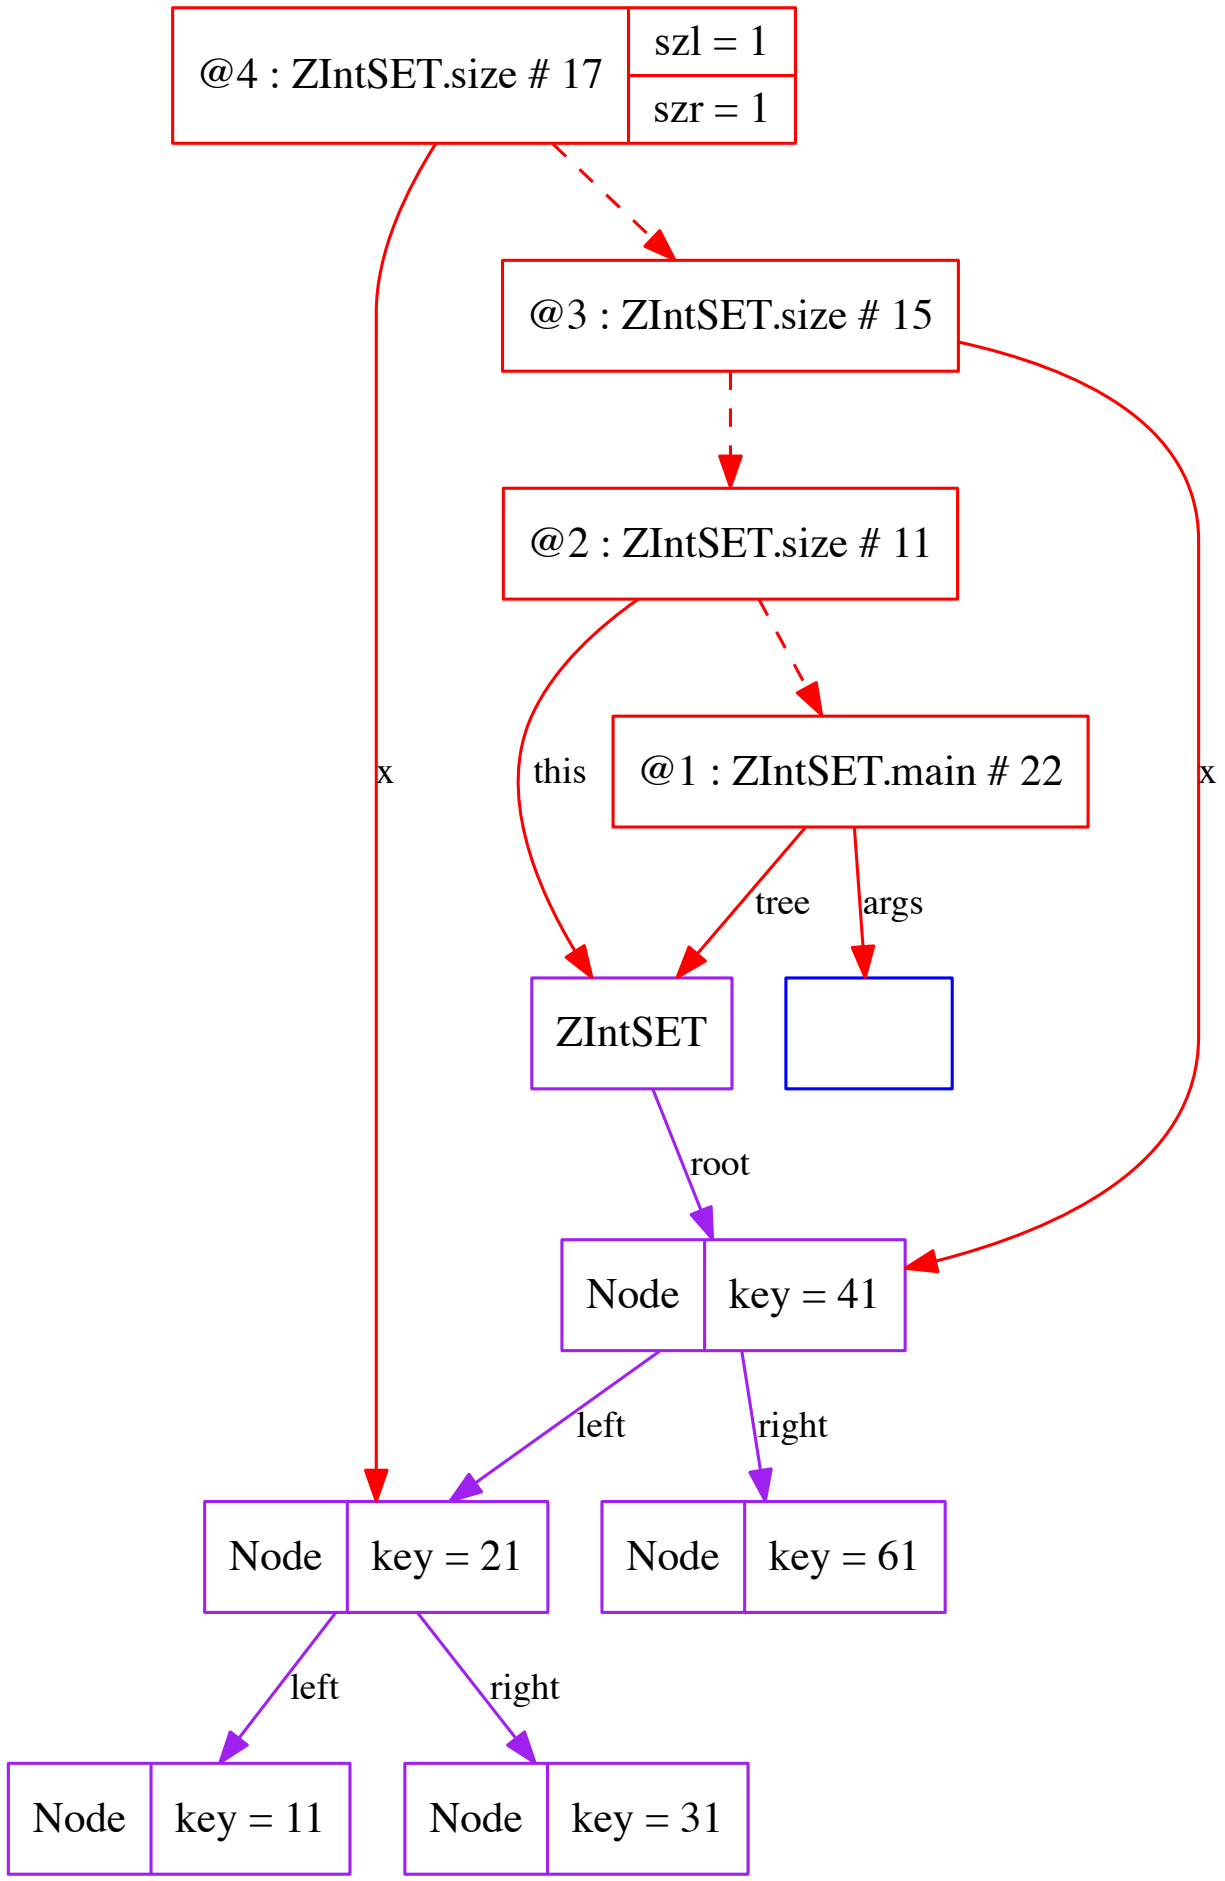 @4 : ZIntSET.size # 17
szl = 1
szr = 1
@3 : ZIntSET.size # 15
@2 : ZIntSET.size # 11
x
this
@1 : ZIntSET.main # 22
x
tree
args
ZIntSET
root
Node
key = 41
left
right
Node
key = 21
Node
key = 61
left
right
Node
key = 11
Node
key = 31